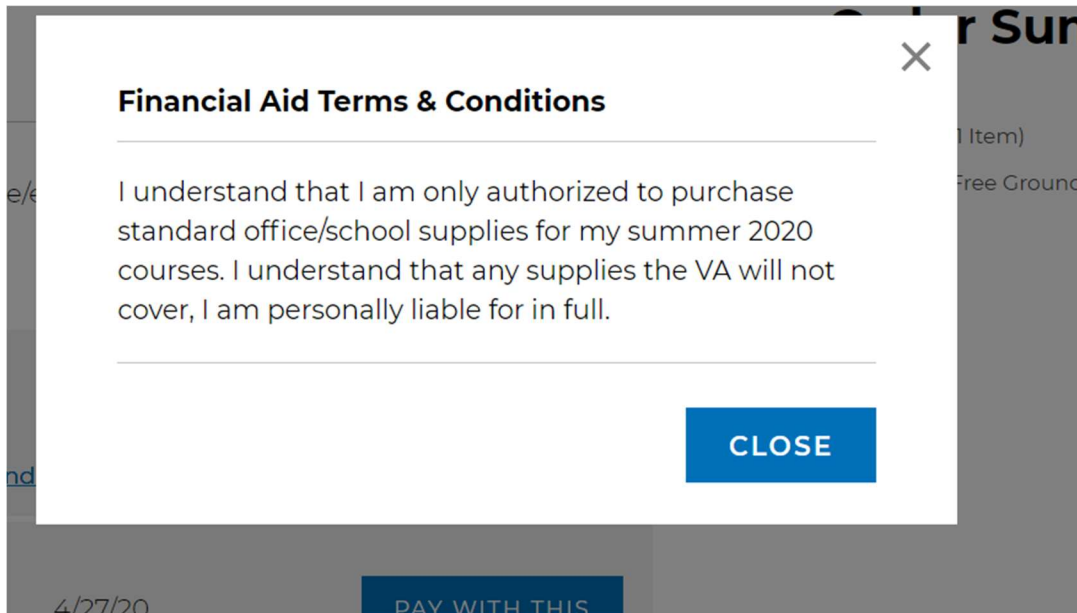 Financial Aid Terms & Conditions
I understand that I am only authorized to purchase
standard office/school supplies for my summer 2020
courses. I understand that any supplies the VA will not
cover, I am personally liable for in full.
CLOSE
1 Item)
Free Ground
4/27/20
PAY WITH THIS